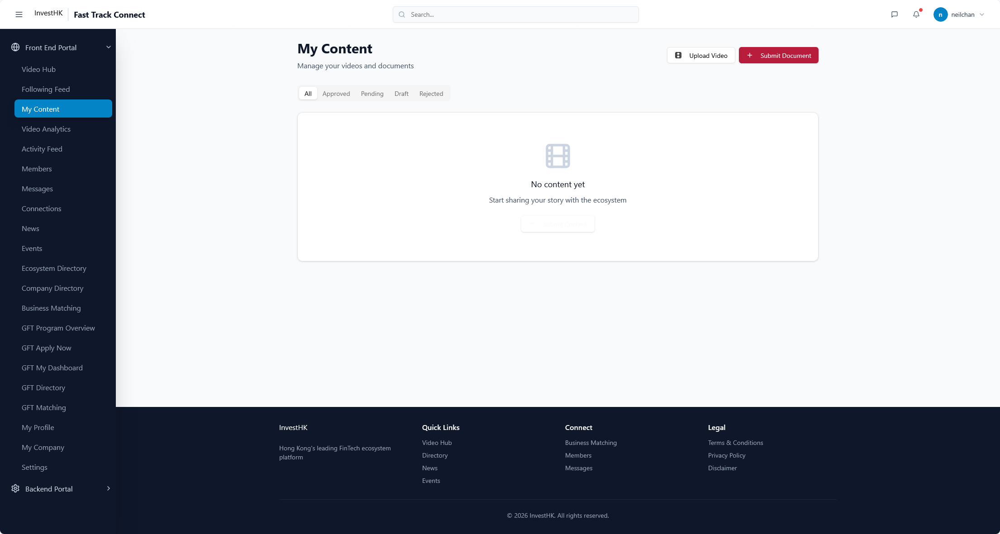 InvestHK
Fast Track Connect
Search...
n
neilchan
Front End Portal
Video Hub
Following Feed
My Content
Video Analytics
Activity Feed
Members
Messages
Connections
News
Events
Ecosystem Directory
Company Directory
Business Matching
GFT Program Overview
GFT Apply Now
GFT My Dashboard
GFT Directory
GFT Matching
My Profile
My Company
Settings
Backend Portal
My Content
Manage your videos and documents
Upload Video
Submit Document
All
Approved
Pending
Draft
Rejected
No content yet
Start sharing your story with the ecosystem
Submit Content
InvestHK
Hong Kong's leading FinTech ecosystem
platform
Quick Links
Video Hub
Directory
News
Events
Connect
Business Matching
Members
Messages
Legal
Terms & Conditions
Privacy Policy
Disclaimer
© 2026 InvestHK. All rights reserved.